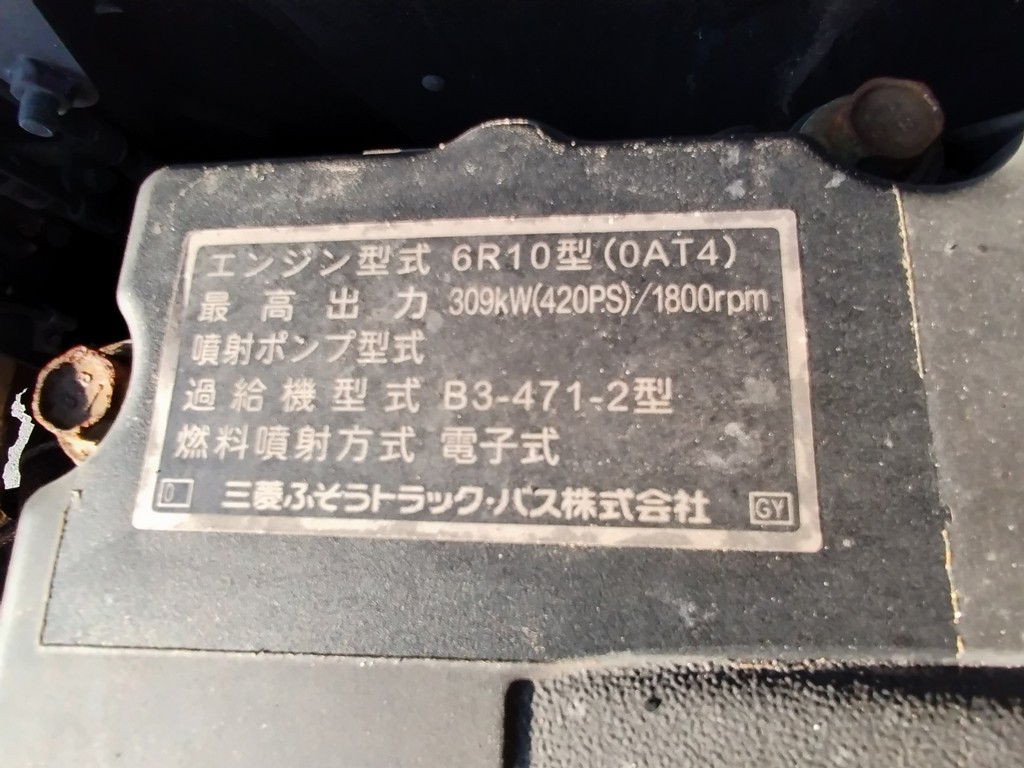 エンジン型式 6R10型(0AT4)
最高出力 309kW(420PS)/1800rpm
噴射ポンプ型式
過給機型式 B3-471-2型
燃料噴射方式 電子式
0 三菱ふそうトラック・バス株式会社 GY